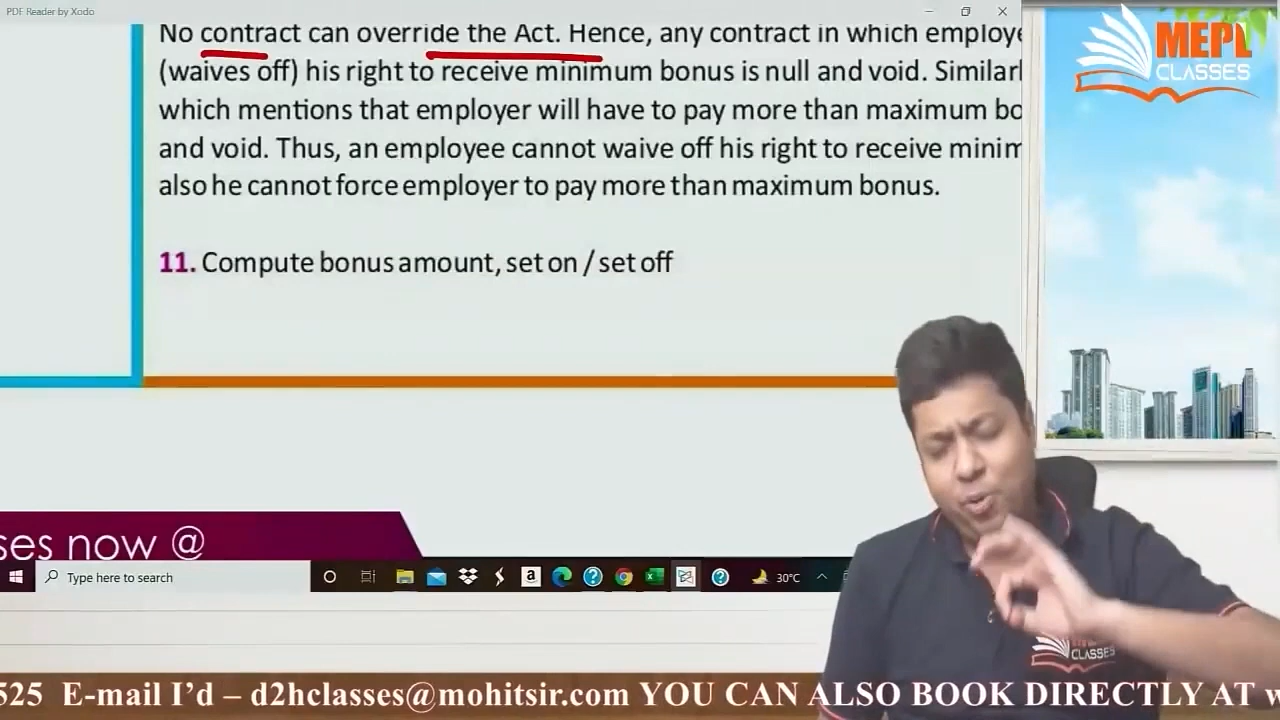 PDF Reader by Xodo
MEPL
CLASSES
No contract can override the Act. Hence, any contract in which employe
(waives off) his right to receive minimum bonus is null and void. Similarl
which mentions that employer will have to pay more than maximum bo
and void. Thus, an employee cannot waive off his right to receive minim
also he cannot force employer to pay more than maximum bonus.
11. Compute bonus amount, set on / set off
ses now @
Type here to search
30°C
CLASSES
525 E-mail I'd – d2hclasses@mohitsir.com YOU CAN ALSO BOOK DIRECTLY AT w